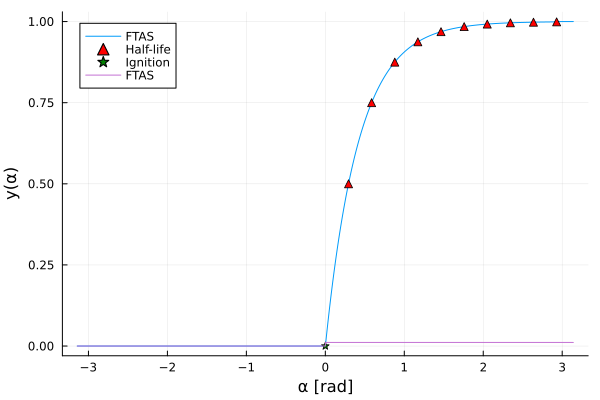 1.00
0.75
0.50
0.25
0.00
y(α)
FTAS
Half-life
Ignition
FTAS
−3 −2 −1 0 1 2 3
α [rad]